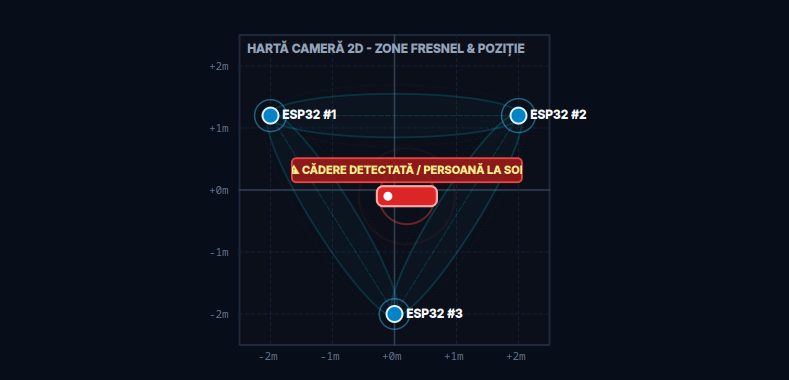 HARTĂ CAMERĂ 2D - ZONE FRESNEL & POZIȚIE
+2m
ESP32 #1
ESP32 #2
+1m
⚠ CĂDERE DETECTATĂ / PERSOANĂ LA SOL
+0m
-1m
-2m
ESP32 #3
-2m
-1m
+0m
+1m
+2m